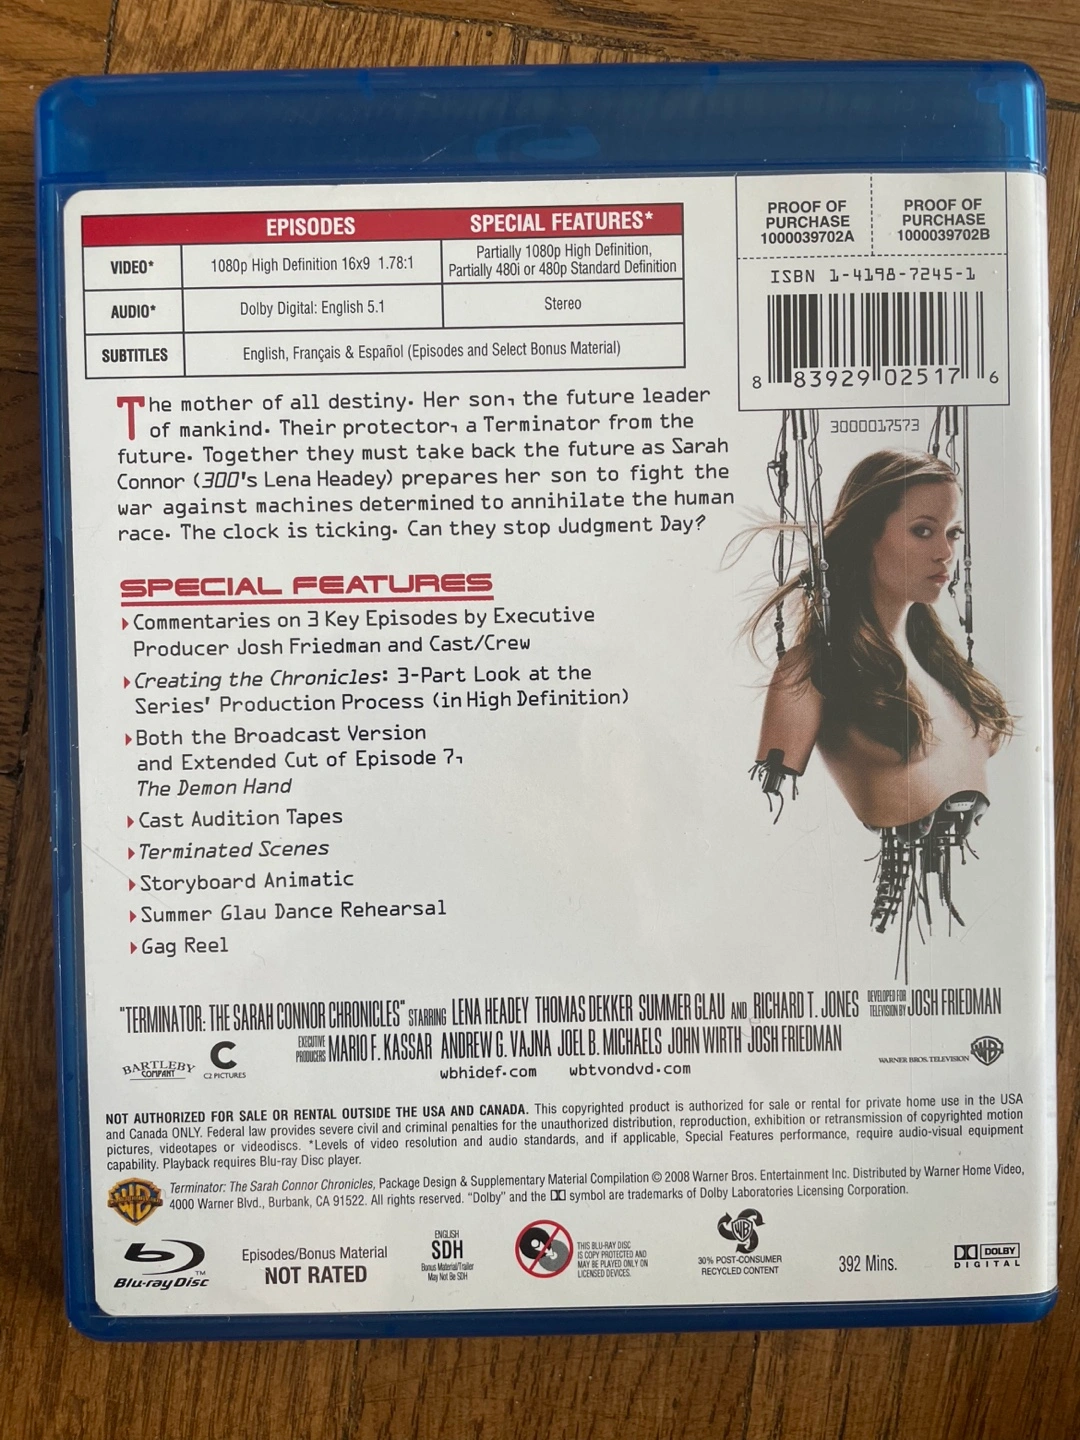 EPISODES SPECIAL FEATURES*
VIDEO* 1080p High Definition 16x9 1.78:1 Partially 1080p High Definition,
Partially 480i or 480p Standard Definition
AUDIO* Dolby Digital: English 5.1 Stereo
SUBTITLES English, Français & Español (Episodes and Select Bonus Material)
PROOF OF
PURCHASE
1000039702A
PROOF OF
PURCHASE
1000039702B
ISBN 1-4198-7245-1
8 83929 02517 6
3000017573
The mother of all destiny. Her son, the future leader
of mankind. Their protector, a Terminator from the
future. Together they must take back the future as Sarah
Connor (300's Lena Headey) prepares her son to fight the
war against machines determined to annihilate the human
race. The clock is ticking. Can they stop Judgment Day?
SPECIAL FEATURES
Commentaries on 3 Key Episodes by Executive
Producer Josh Friedman and Cast/Crew
Creating the Chronicles: 3-Part Look at the
Series' Production Process (in High Definition)
Both the Broadcast Version
and Extended Cut of Episode 7,
The Demon Hand
Cast Audition Tapes
Terminated Scenes
Storyboard Animatic
Summer Glau Dance Rehearsal
Gag Reel
"TERMINATOR: THE SARAH CONNOR CHRONICLES" STARRING LENA HEADEY THOMAS DEKKER SUMMER GLAU AND RICHARD T. JONES DEVELOPED FOR TELEVISION BY JOSH FRIEDMAN
EXECUTIVE PRODUCERS MARIO F. KASSAR ANDREW G. VAJNA JOEL B. MICHAELS JOHN WIRTH JOSH FRIEDMAN
BARTLEBY
COMPANY
C2 PICTURES
wbhidef.com wbtvondvd.com
WARNER BROS. TELEVISION
WB
NOT AUTHORIZED FOR SALE OR RENTAL OUTSIDE THE USA AND CANADA. This copyrighted product is authorized for sale or rental for private home use in the USA
and Canada ONLY. Federal law provides severe civil and criminal penalties for the unauthorized distribution, reproduction, exhibition or retransmission of copyrighted motion
pictures, videotapes or videodiscs. *Levels of video resolution and audio standards, and if applicable, Special Features performance, require audio-visual equipment
capability. Playback requires Blu-ray Disc player.
Terminator: The Sarah Connor Chronicles, Package Design & Supplementary Material Compilation © 2008 Warner Bros. Entertainment Inc. Distributed by Warner Home Video,
4000 Warner Blvd., Burbank, CA 91522. All rights reserved. "Dolby" and the DD symbol are trademarks of Dolby Laboratories Licensing Corporation.
Blu-ray Disc™
Episodes/Bonus Material
NOT RATED
ENGLISH
SDH
Bonus Material/Trailer
May Not Be SDH
THIS BLU-RAY DISC
IS COPY PROTECTED AND
MAY BE PLAYED ONLY ON
LICENSED DEVICES.
WB
30% POST-CONSUMER
RECYCLED CONTENT
392 Mins.
DOLBY
DIGITAL